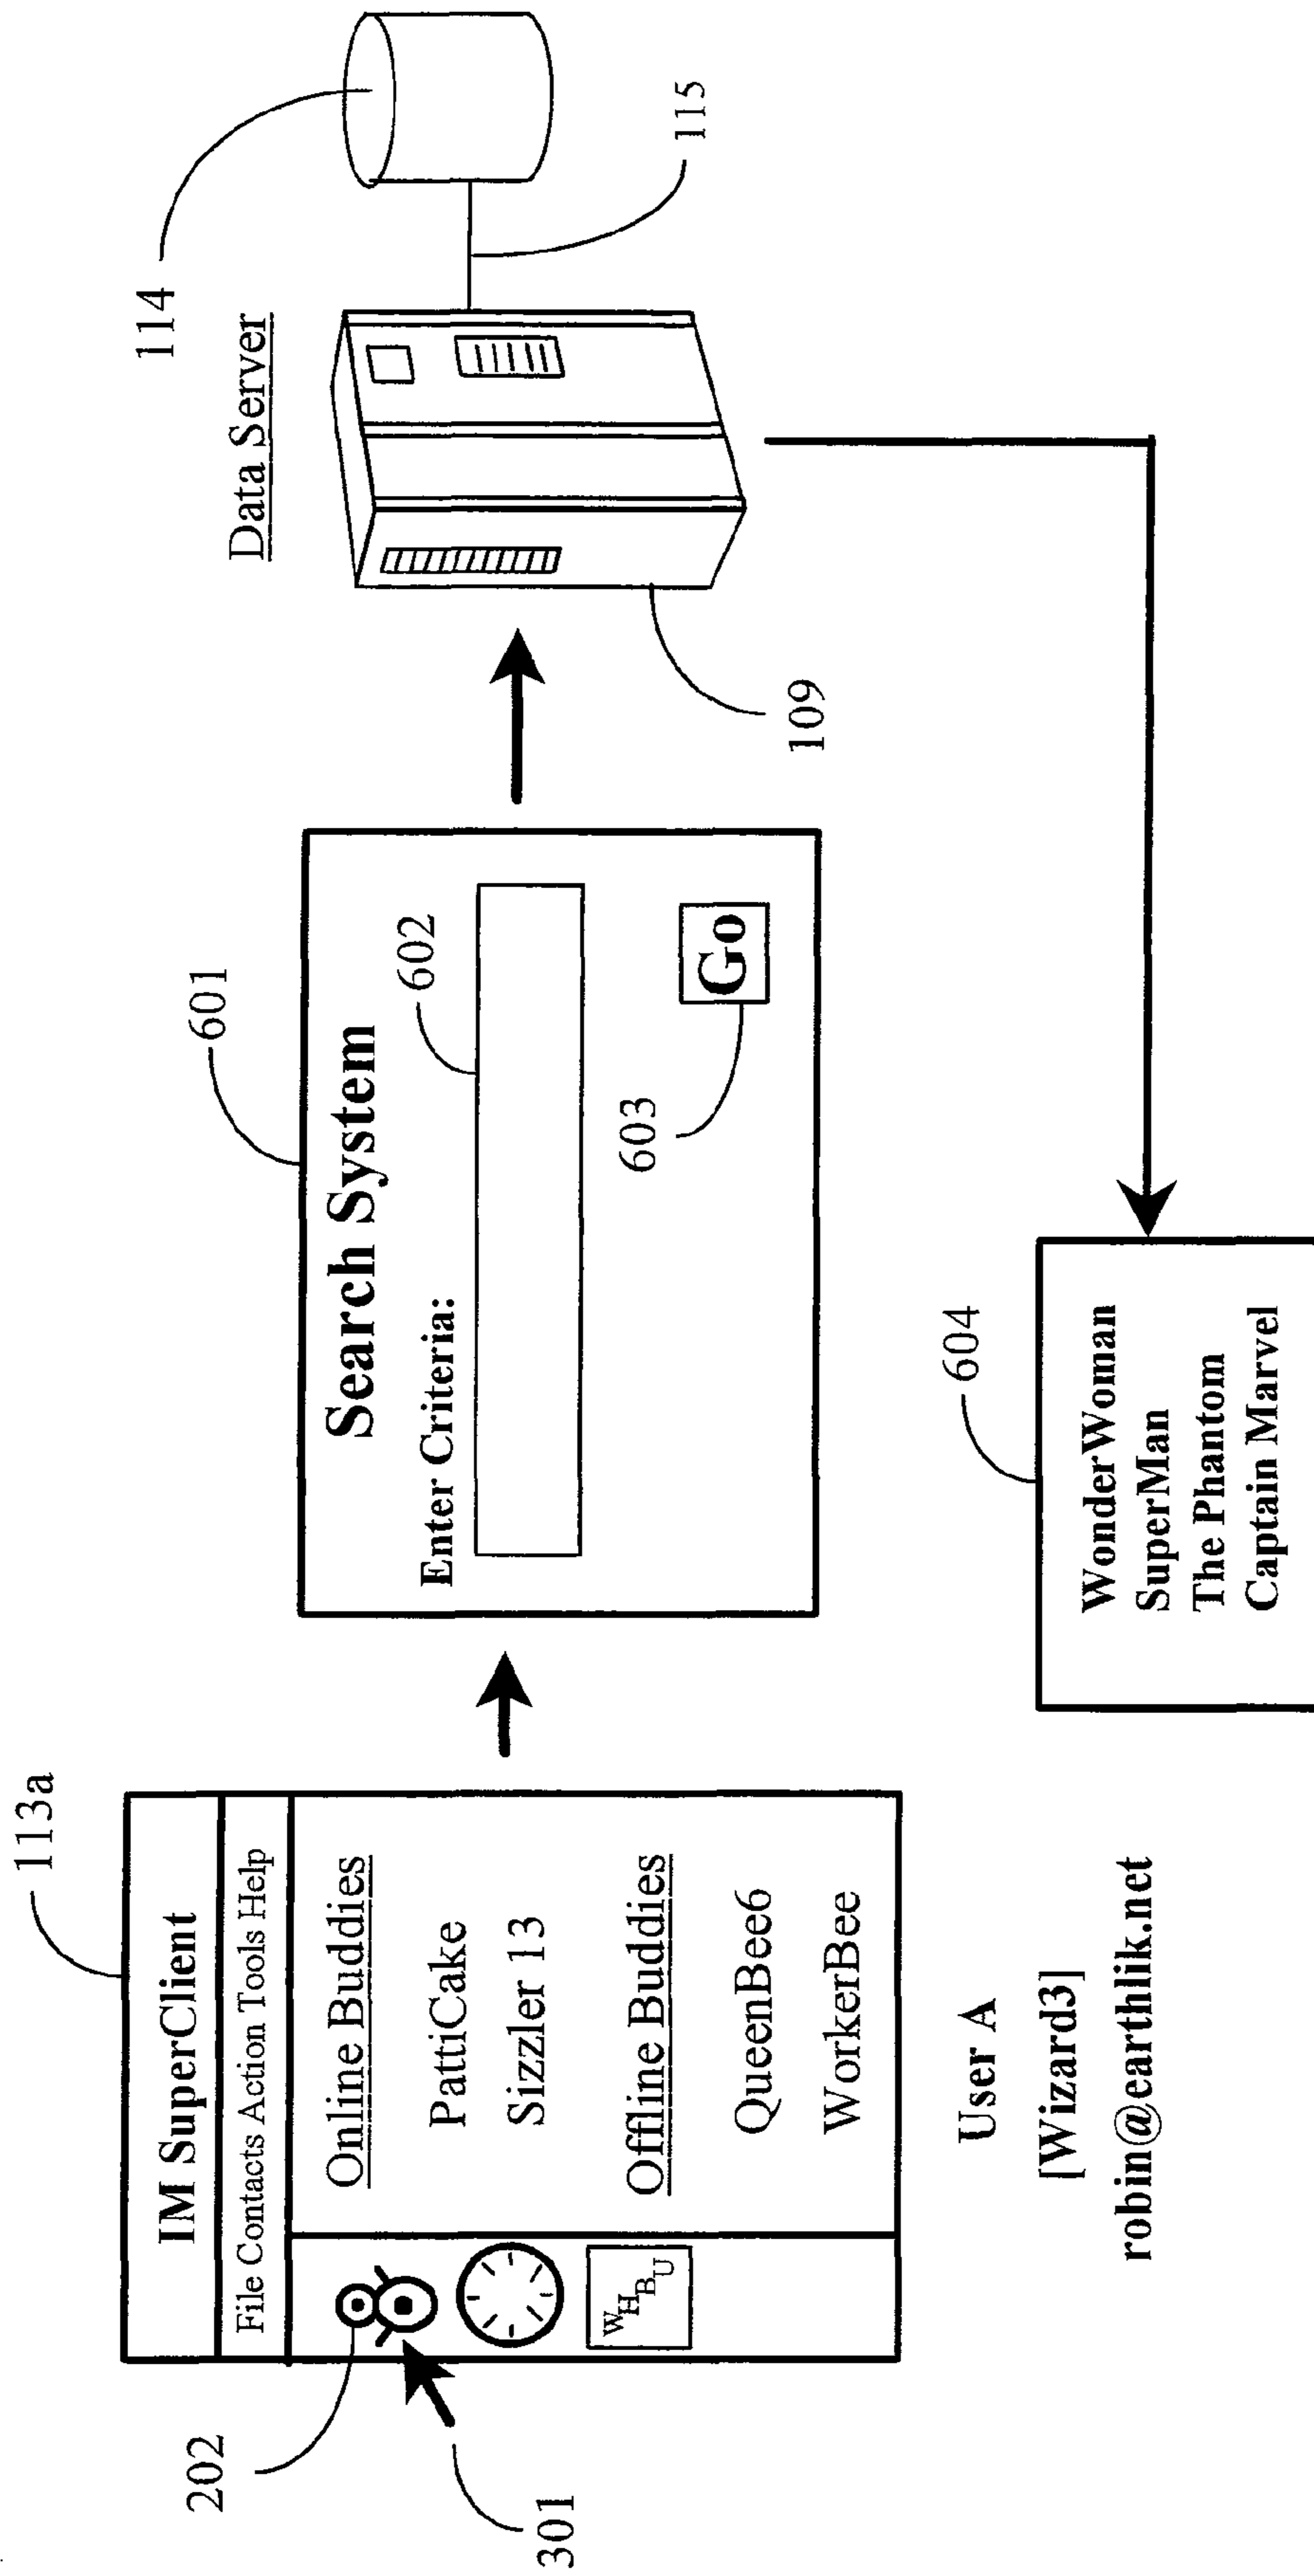 113a
IM SuperClient
File Contacts Action Tools Help
Online Buddies
PattiCake
Sizzler 13
Offline Buddies
QueenBee6
WorkerBee
W H B U
202
301
User A
[Wizard3]
robin@earthlik.net
601
Search System
Enter Criteria:
602
603
Go
Data Server
114
115
109
604
WonderWoman
SuperMan
The Phantom
Captain Marvel